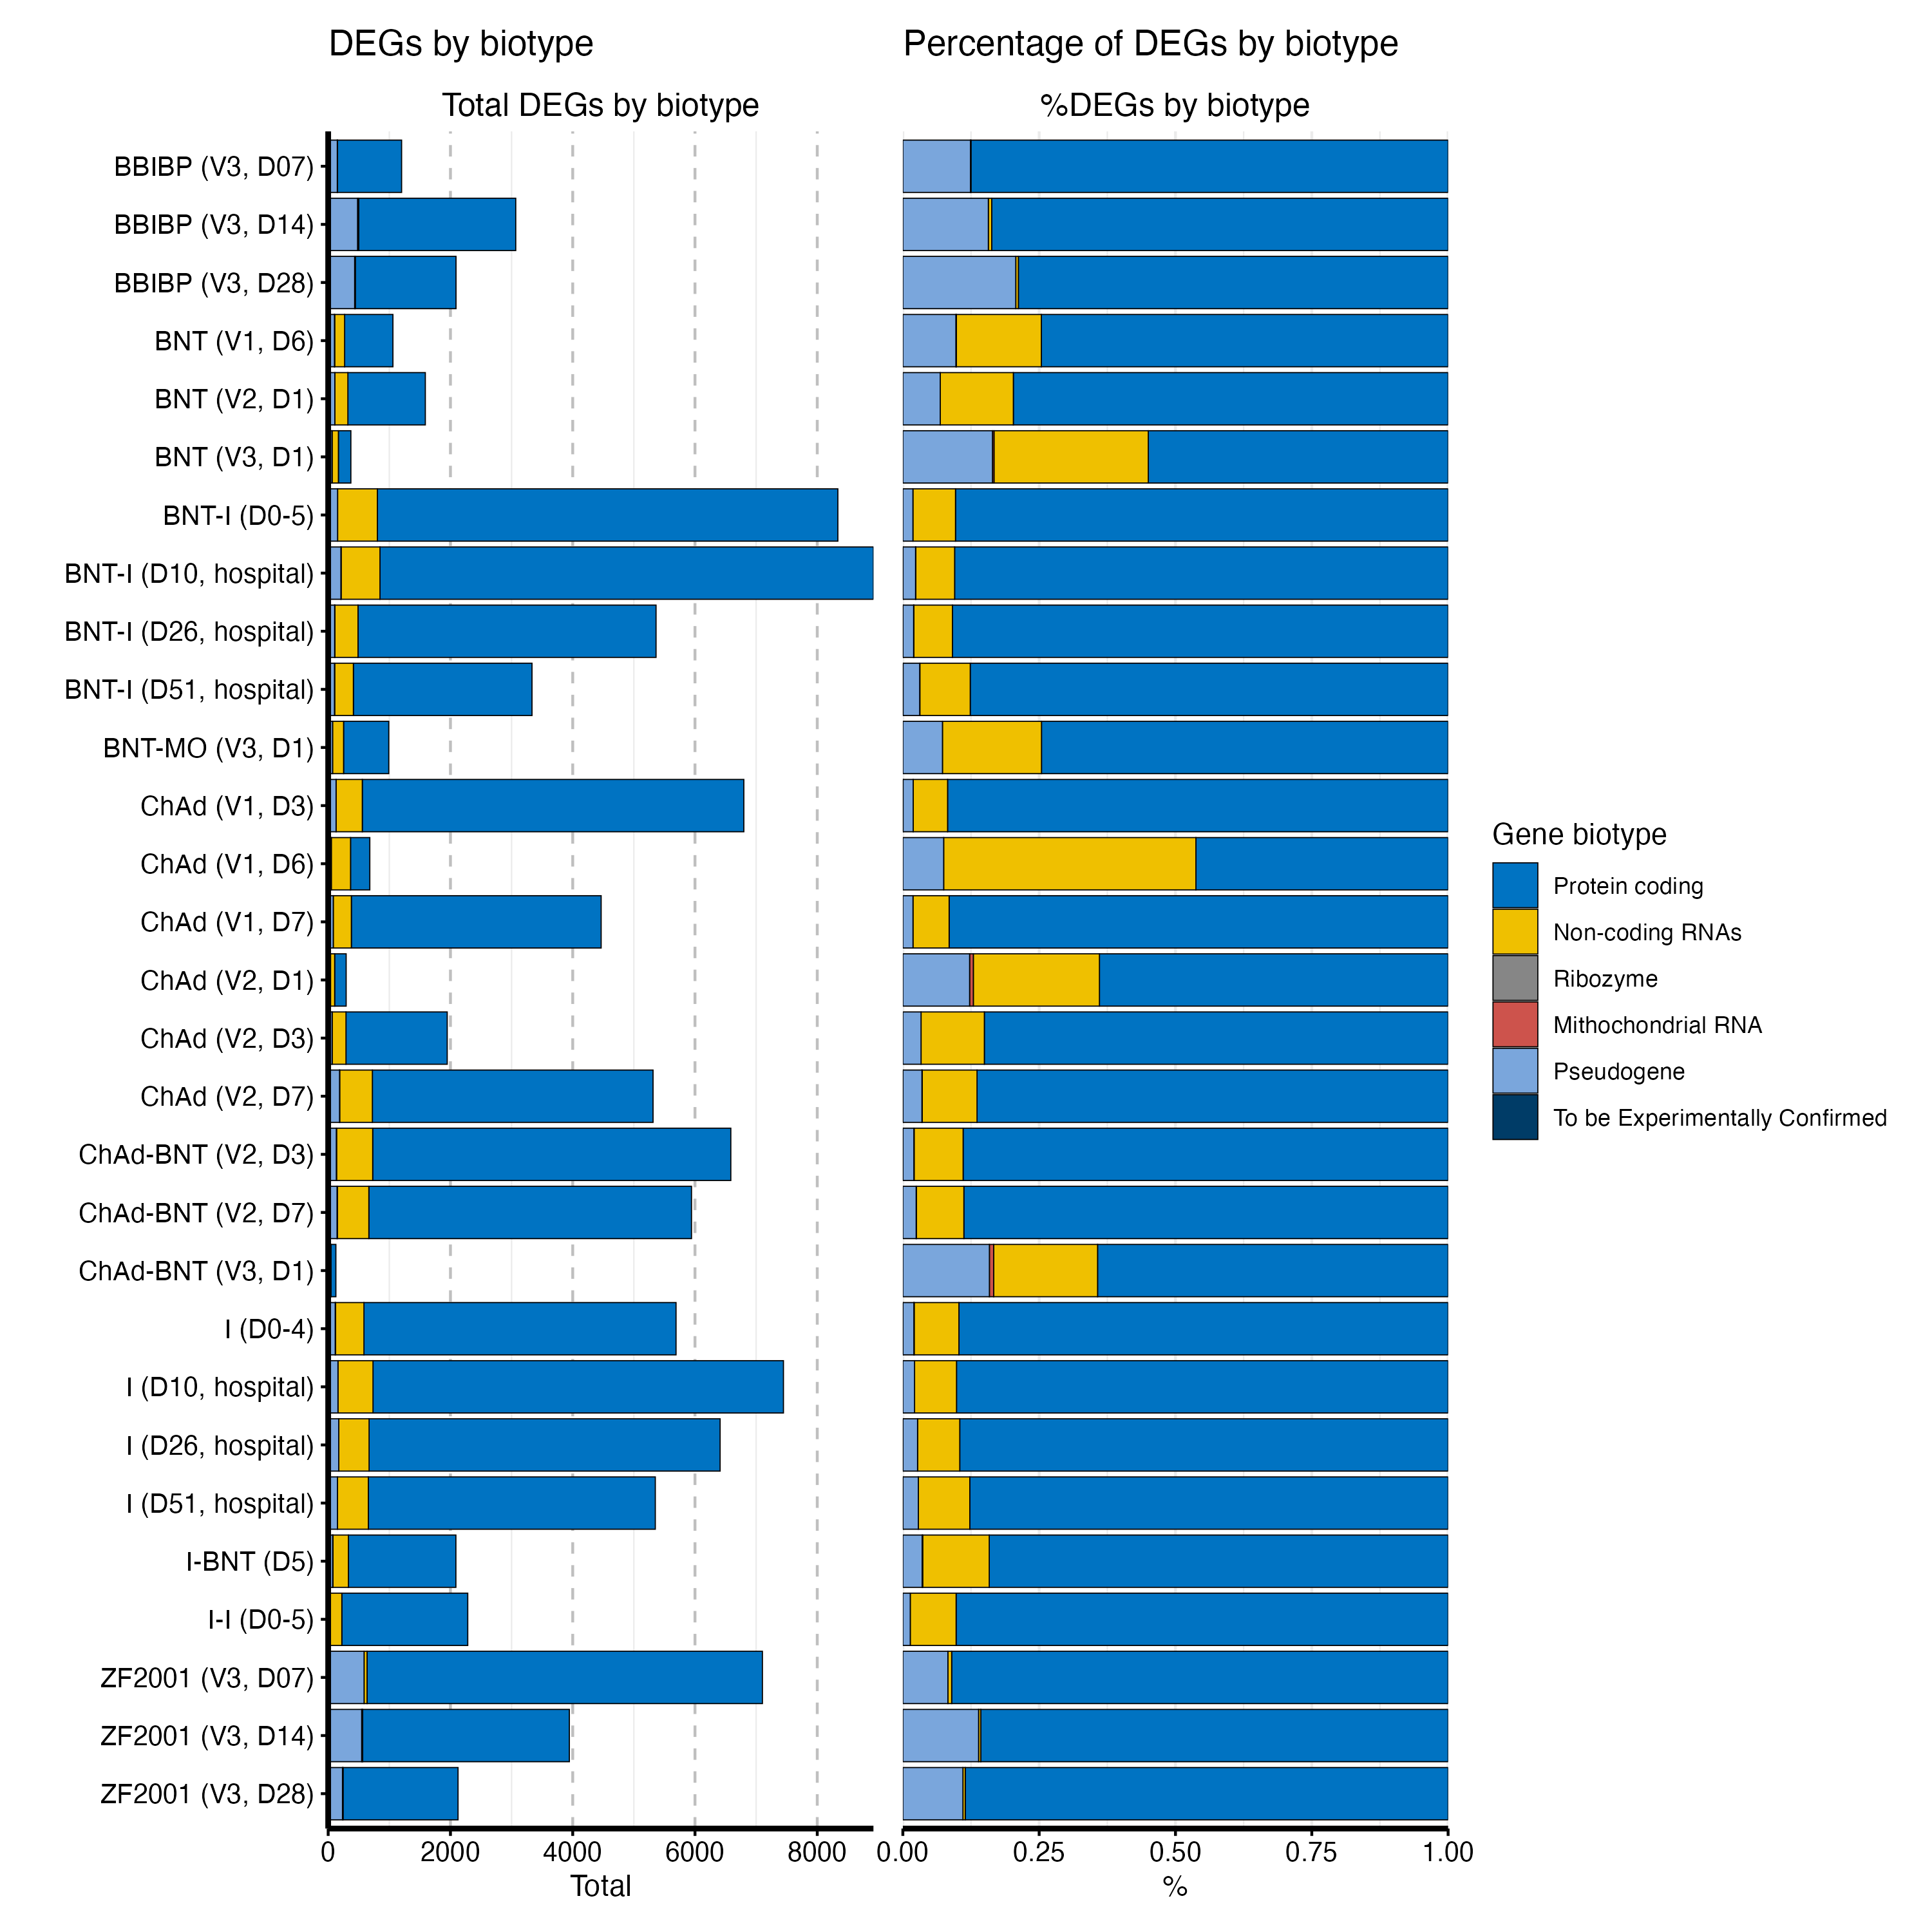 DEGs by biotype
Percentage of DEGs by biotype
Total DEGs by biotype
%DEGs by biotype
BBIBP (V3, D07)
BBIBP (V3, D14)
BBIBP (V3, D28)
BNT (V1, D6)
BNT (V2, D1)
BNT (V3, D1)
BNT-I (D0-5)
BNT-I (D10, hospital)
BNT-I (D26, hospital)
BNT-I (D51, hospital)
BNT-MO (V3, D1)
ChAd (V1, D3)
ChAd (V1, D6)
ChAd (V1, D7)
ChAd (V2, D1)
ChAd (V2, D3)
ChAd (V2, D7)
ChAd-BNT (V2, D3)
ChAd-BNT (V2, D7)
ChAd-BNT (V3, D1)
I (D0-4)
I (D10, hospital)
I (D26, hospital)
I (D51, hospital)
I-BNT (D5)
I-I (D0-5)
ZF2001 (V3, D07)
ZF2001 (V3, D14)
ZF2001 (V3, D28)
0 2000 4000 6000 8000
Total
0.00 0.25 0.50 0.75 1.00
%
Gene biotype
Protein coding
Non-coding RNAs
Ribozyme
Mithochondrial RNA
Pseudogene
To be Experimentally Confirmed